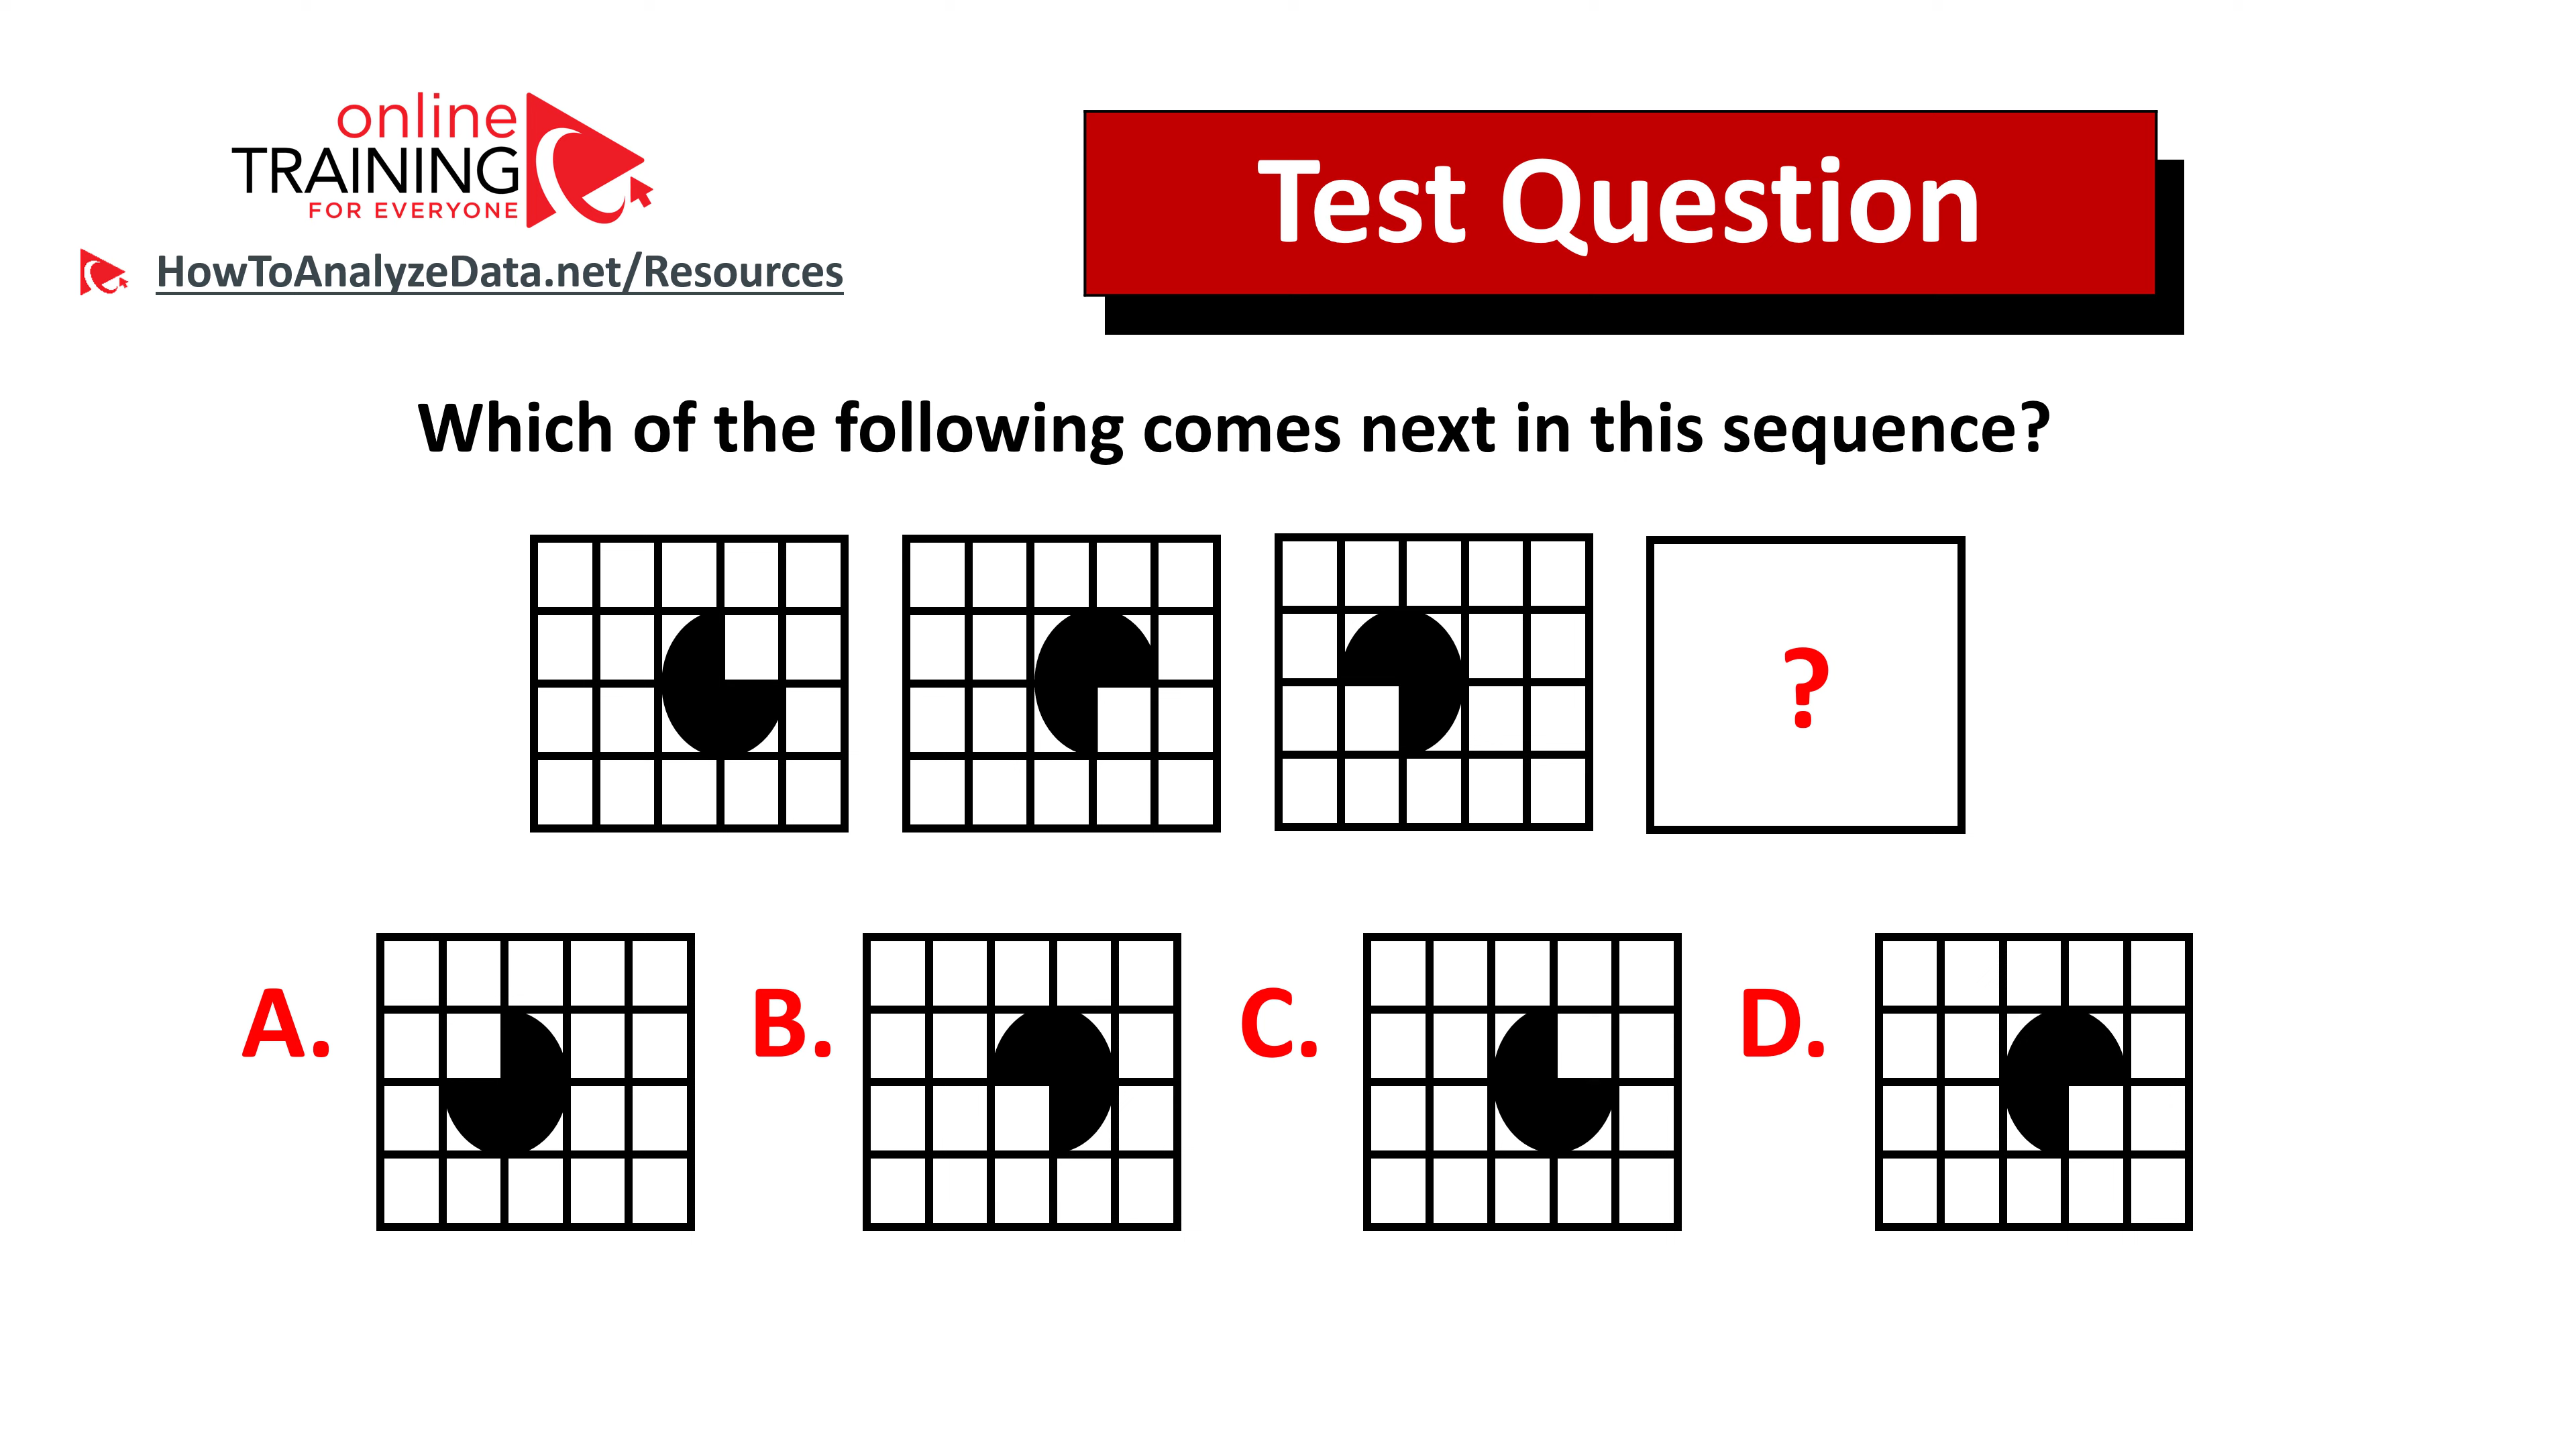 online
TRAINING
FOR EVERYONE
HowToAnalyzeData.net/Resources
Test Question
Which of the following comes next in this sequence?
?
A.
B.
C.
D.